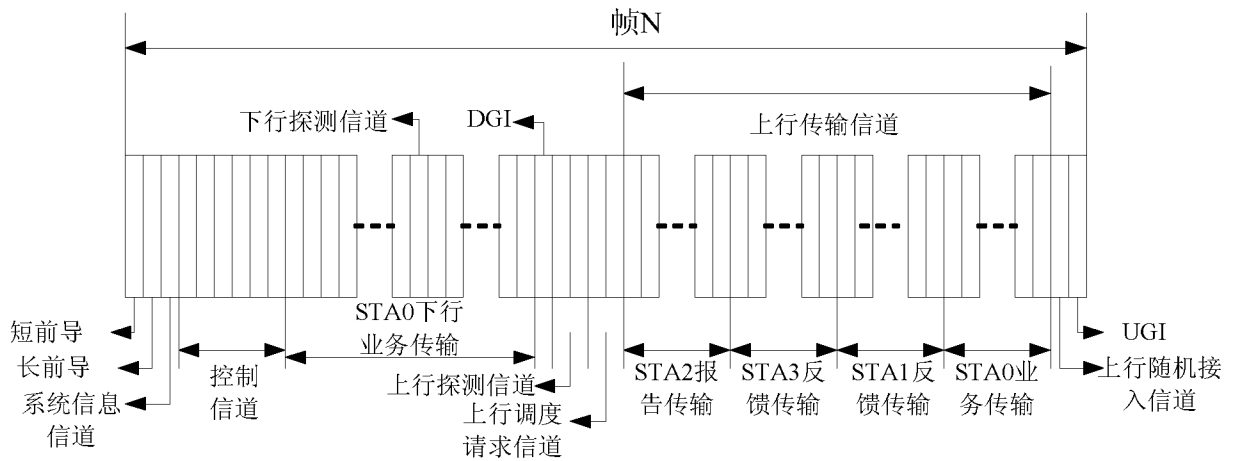 帧N
下行探测信道
DGI
上行传输信道
短前导
长前导
系统信息
信道
控制
信道
STA0下行
业务传输
上行探测信道
上行调度
请求信道
STA2报
告传输
STA3反
馈传输
STA1反
馈传输
STA0业
务传输
UGI
上行随机接
入信道